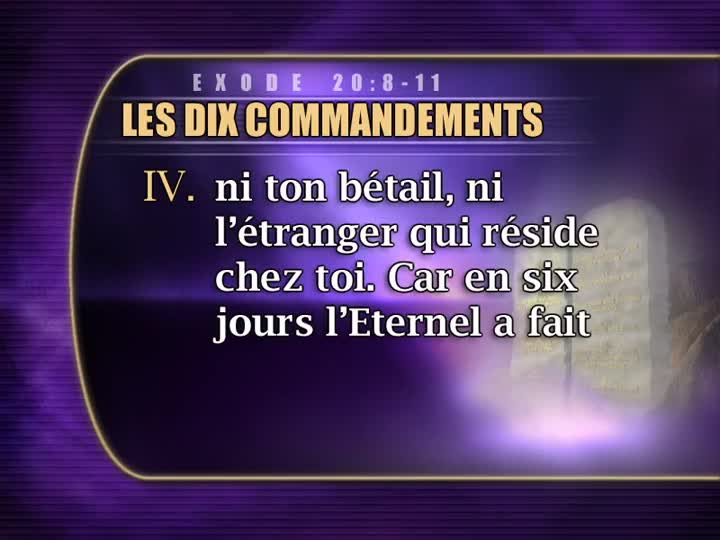 EXODE 20:8-11
LES DIX COMMANDEMENTS
IV. ni ton bétail, ni
l’étranger qui réside
chez toi. Car en six
jours l’Eternel a fait